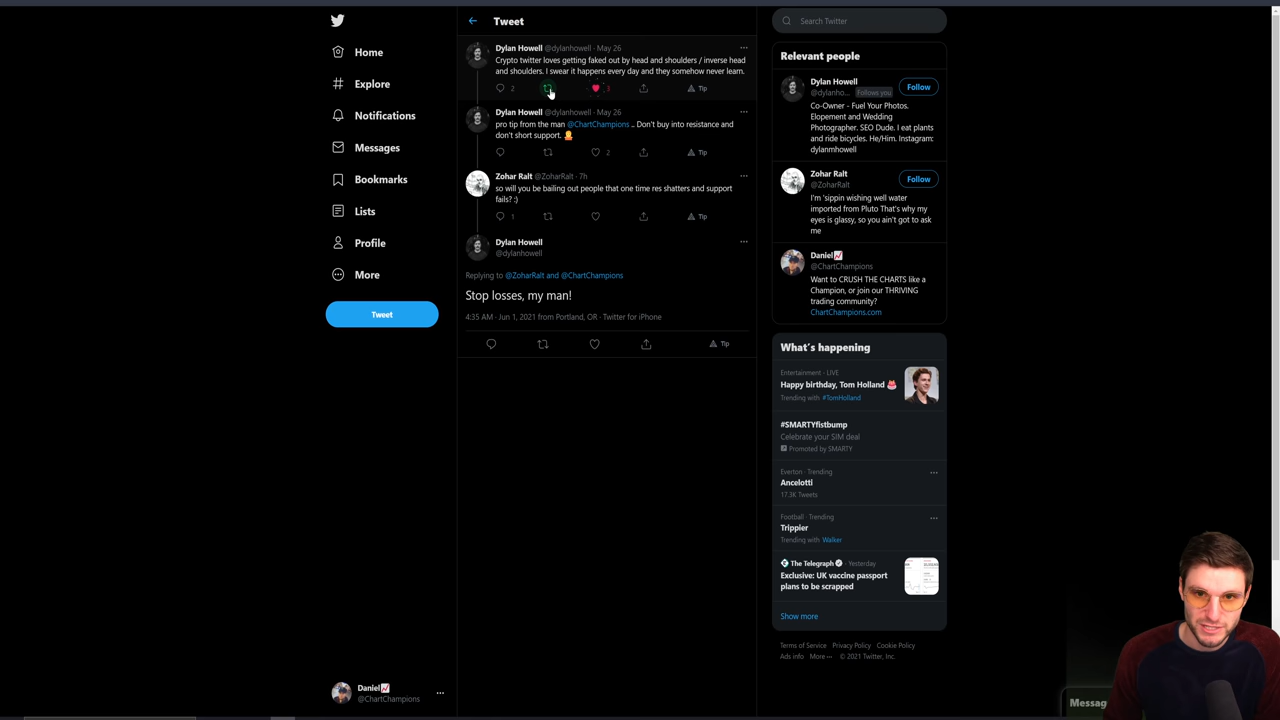 Home
Explore
Notifications
Messages
Bookmarks
Lists
Profile
More
Tweet
Daniel📈
@ChartChampions
Tweet
Dylan Howell @dylanhowell · May 26
Crypto twitter loves getting faked out by head and shoulders / inverse head
and shoulders. I swear it happens every day and they somehow never learn.
2 3 Tip
Dylan Howell @dylanhowell · May 26
pro tip from the man @ChartChampions .. Don't buy into resistance and
don't short support.
2 Tip
Zohar Ralt @ZoharRalt · 7h
so will you be bailing out people that one time res shatters and support
fails? :)
1 Tip
Dylan Howell
@dylanhowell
Replying to @ZoharRalt and @ChartChampions
Stop losses, my man!
4:35 AM · Jun 1, 2021 from Portland, OR · Twitter for iPhone
Tip
Search Twitter
Relevant people
Dylan Howell
@dylanho... Follows you
Follow
Co-Owner - Fuel Your Photos.
Elopement and Wedding
Photographer. SEO Dude. I eat plants
and ride bicycles. He/Him. Instagram:
dylanmhowell
Zohar Ralt
@ZoharRalt
Follow
I'm 'sippin wishing well water
imported from Pluto That's why my
eyes is glassy, so you ain't got to ask
me
Daniel📈
@ChartChampions
Want to CRUSH THE CHARTS like a
Champion, or join our THRIVING
trading community?
ChartChampions.com
What's happening
Entertainment · LIVE
Happy birthday, Tom Holland 🎂
Trending with #TomHolland
#SMARTYfistbump
Celebrate your SIM deal
Promoted by SMARTY
Everton · Trending
Ancelotti
17.3K Tweets
Football · Trending
Trippier
Trending with Walker
The Telegraph · Yesterday
Exclusive: UK vaccine passport
plans to be scrapped
Show more
Terms of Service Privacy Policy Cookie Policy
Ads info More ··· © 2021 Twitter, Inc.
Messag